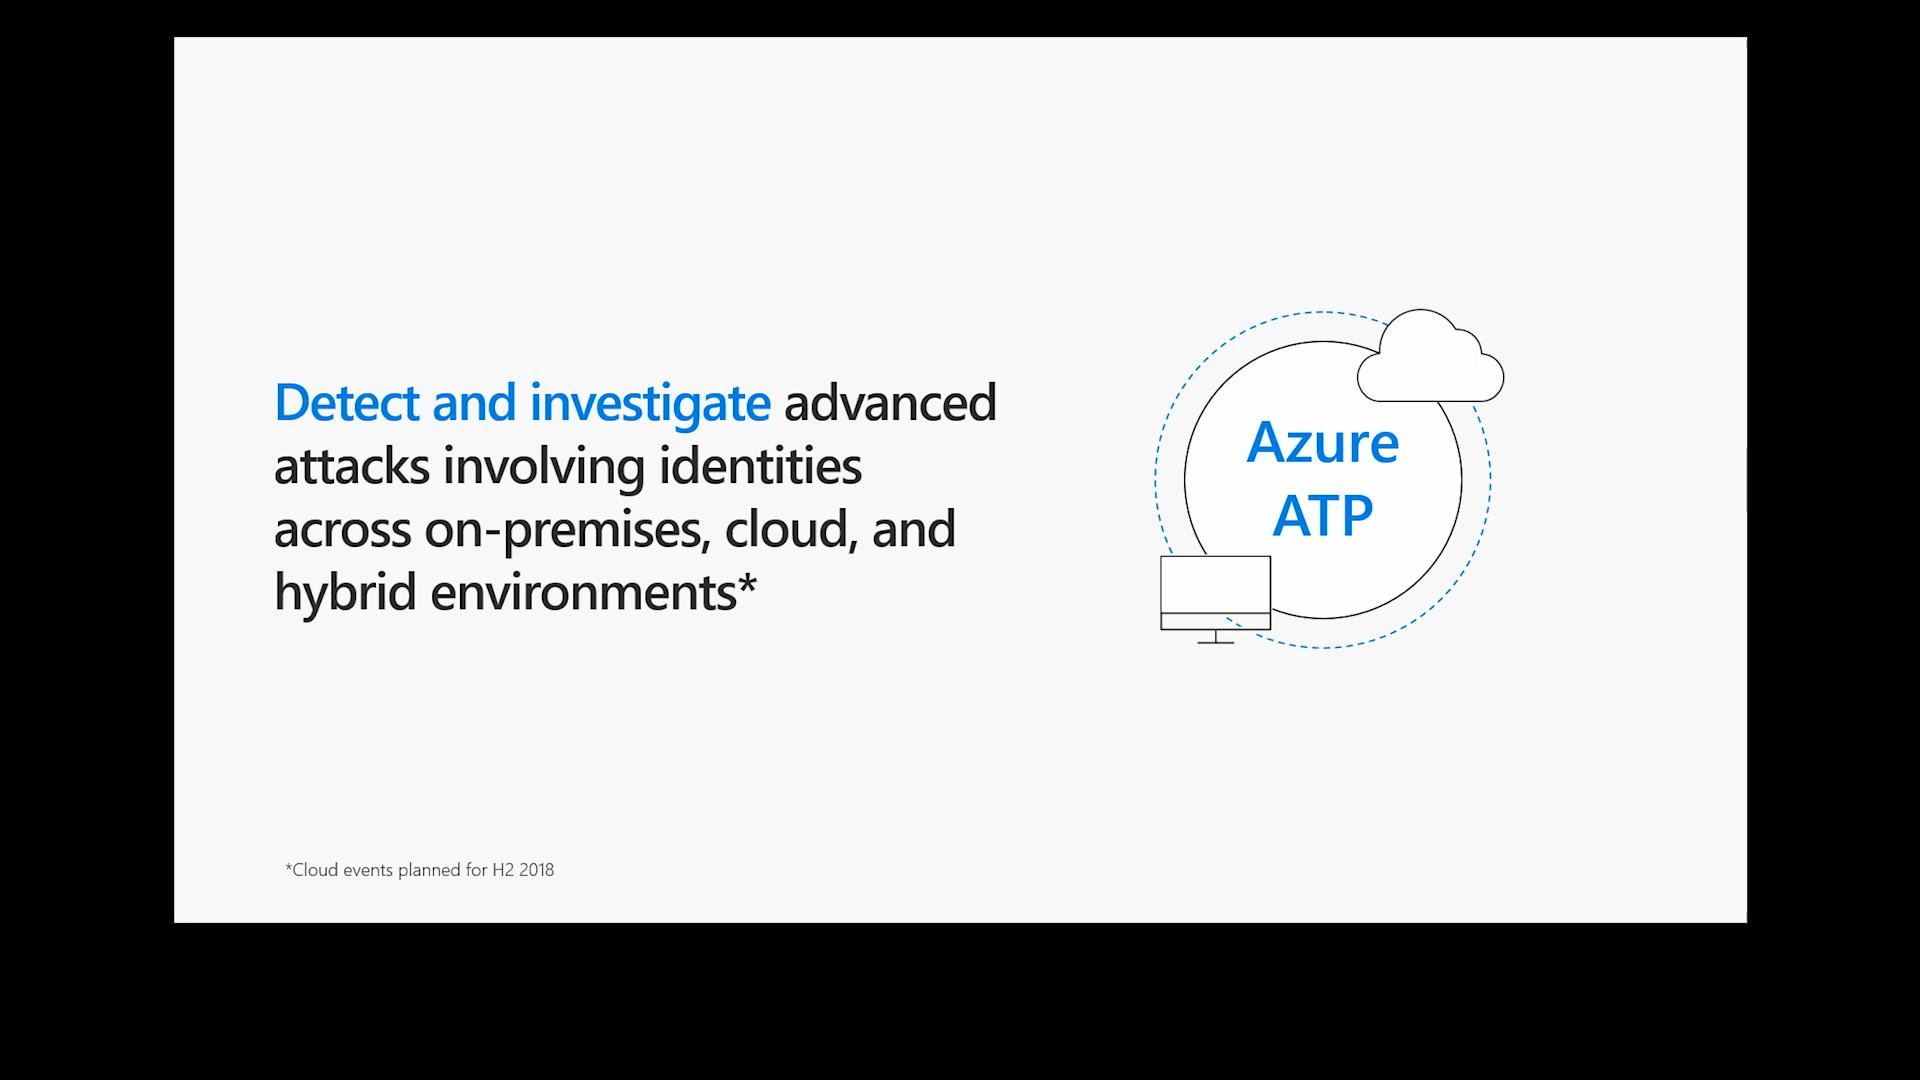 Detect and investigate advanced
attacks involving identities
across on-premises, cloud, and
hybrid environments*
Azure
ATP
*Cloud events planned for H2 2018